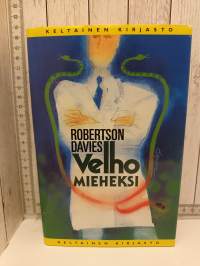 KELTAINEN KIRJASTO
ROBERTSON
DAVIES
Velho
MIEHEKSI
KELTAINEN KIRJASTO